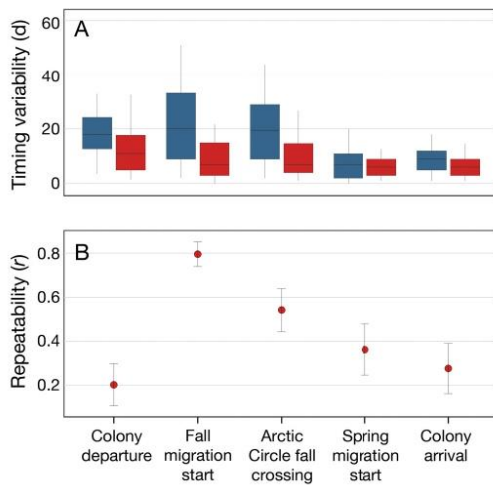 A
Timing variability (d)
60
40
20
0
B
Repeatability (r)
0.8
0.6
0.4
0.2
Colony
departure
Fall
migration
start
Arctic
Circle fall
crossing
Spring
migration
start
Colony
arrival